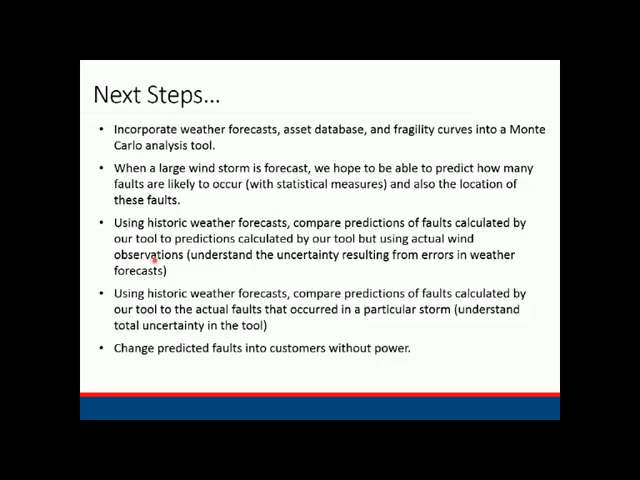 Next Steps...
• Incorporate weather forecasts, asset database, and fragility curves into a Monte
Carlo analysis tool.
• When a large wind storm is forecast, we hope to be able to predict how many
faults are likely to occur (with statistical measures) and also the location of
these faults.
• Using historic weather forecasts, compare predictions of faults calculated by
our tool to predictions calculated by our tool but using actual wind
observations (understand the uncertainty resulting from errors in weather
forecasts)
• Using historic weather forecasts, compare predictions of faults calculated by
our tool to the actual faults that occurred in a particular storm (understand
total uncertainty in the tool)
• Change predicted faults into customers without power.